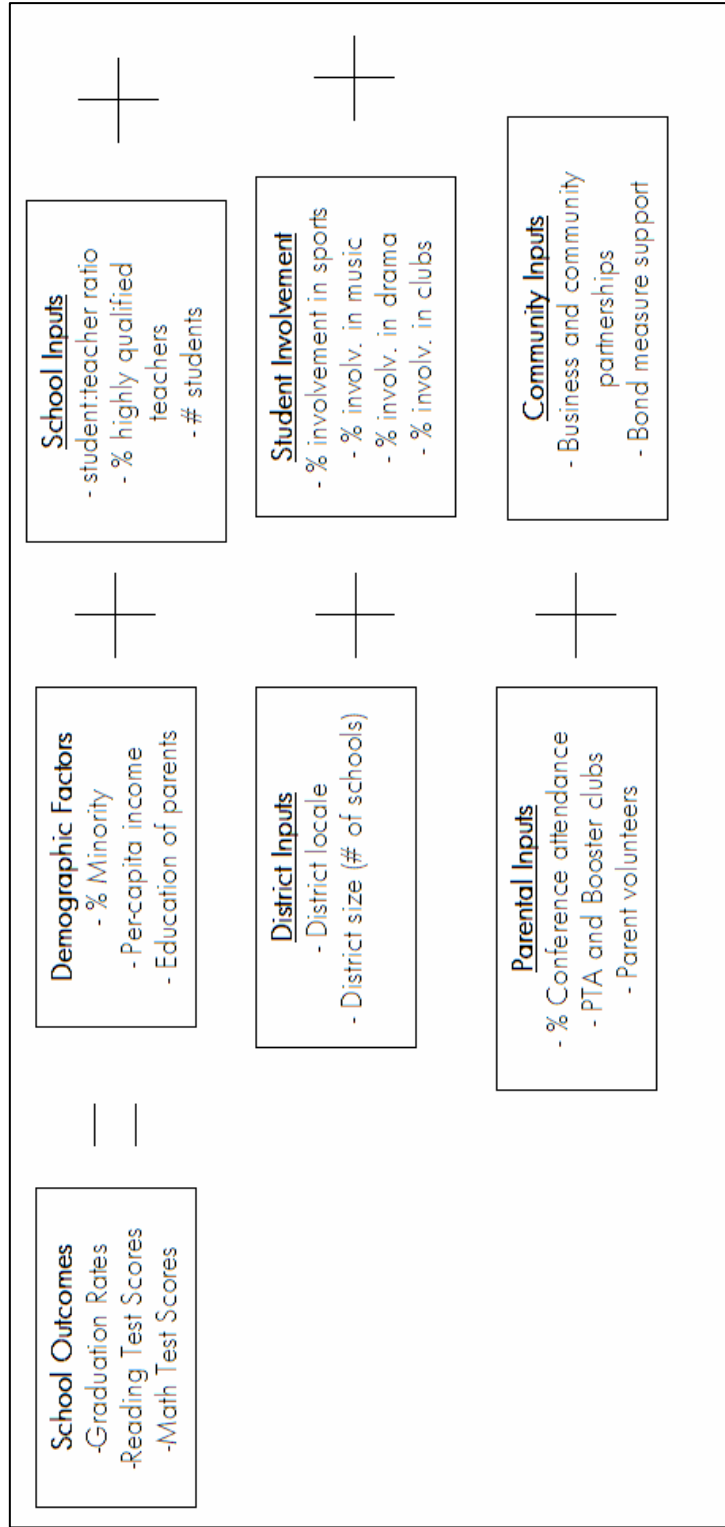 School Outcomes
-Graduation Rates
-Reading Test Scores
-Math Test Scores
=
Demographic Factors
- % Minority
- Per-capita income
- Education of parents
+
School Inputs
- student:teacher ratio
- % highly qualified
teachers
- # students
+
District Inputs
- District locale
- District size (# of schools)
+
Student Involvement
- % involvement in sports
- % involv. in music
- % involv. in drama
- % involv. in clubs
+
Parental Inputs
- % Conference attendance
- PTA and Booster clubs
- Parent volunteers
+
Community Inputs
- Business and community
partnerships
- Bond measure support